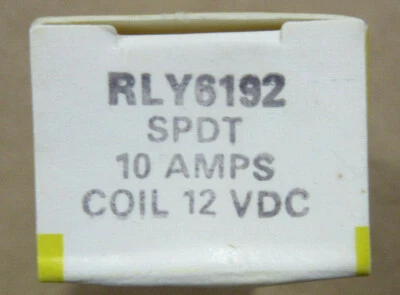 RLY6192
SPDT
10 AMPS
COIL 12 VDC